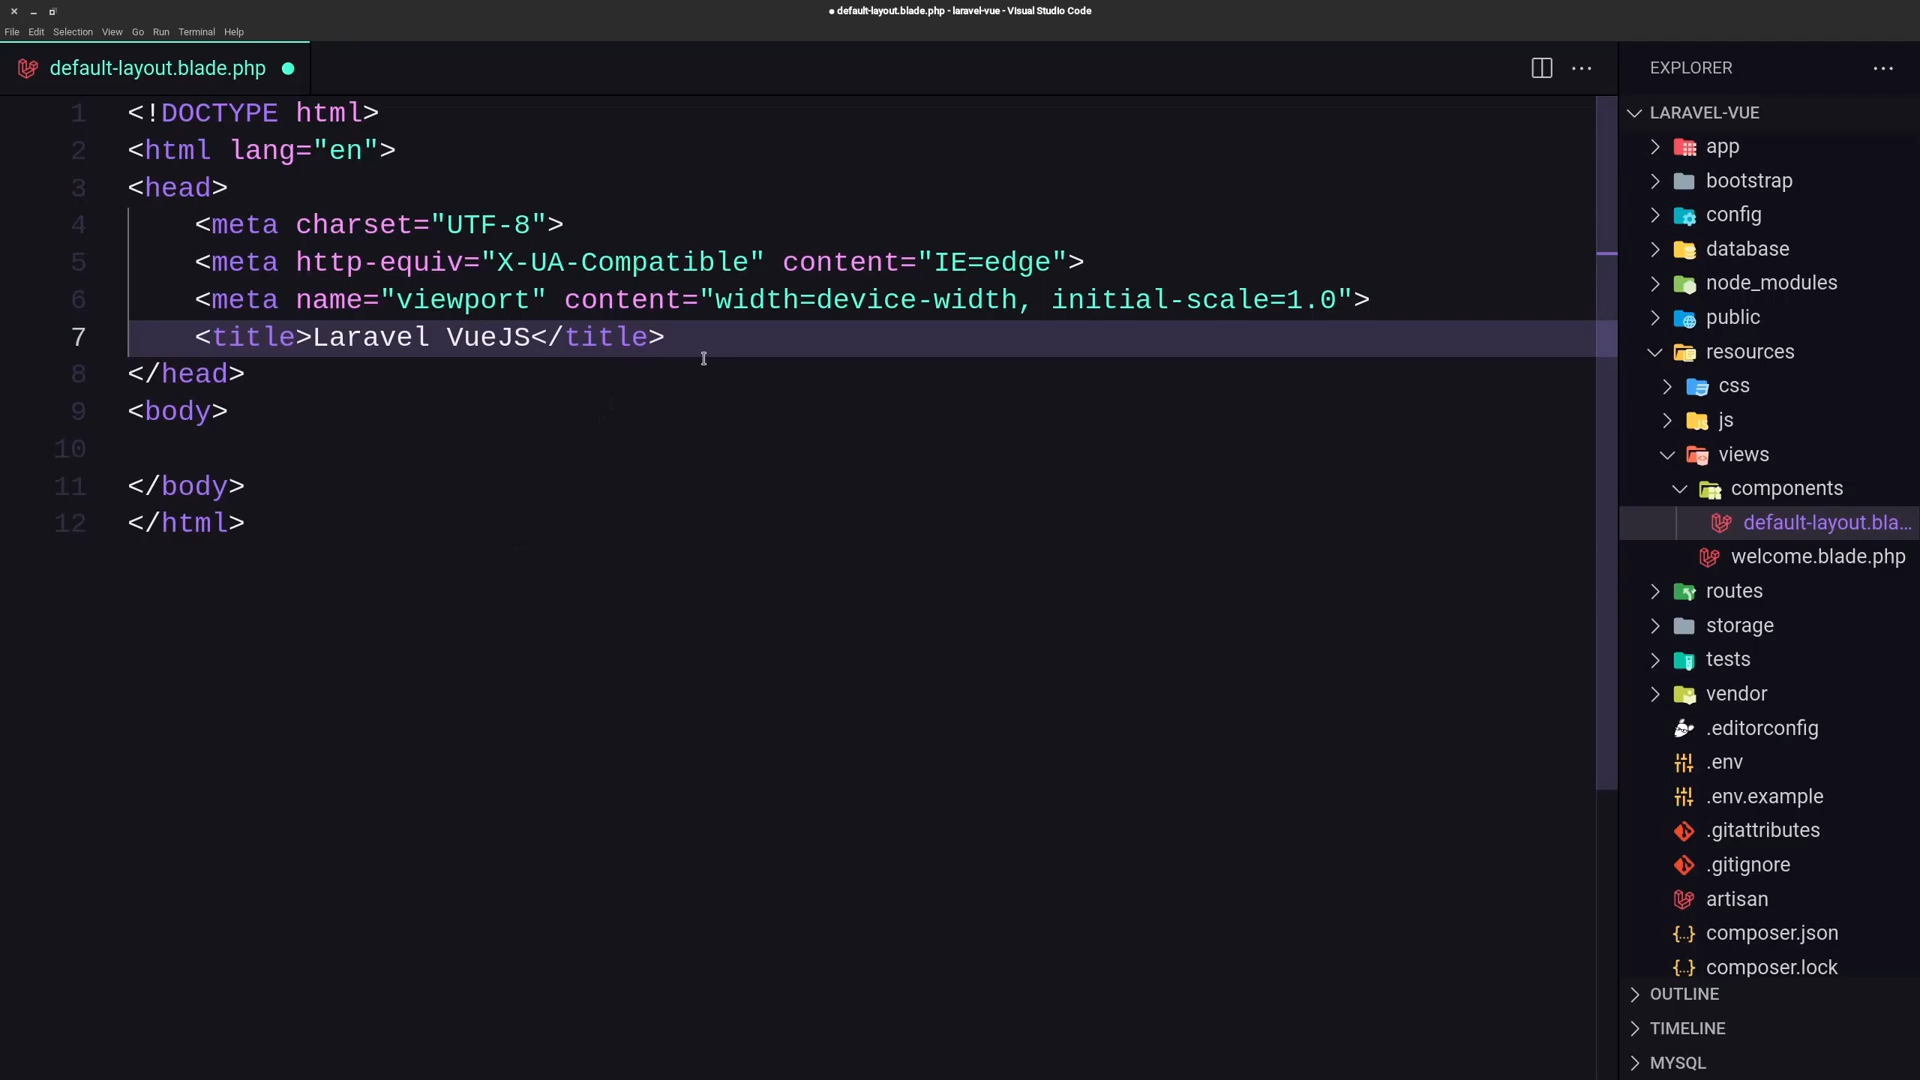 ● default-layout.blade.php - laravel-vue - Visual Studio Code
File Edit Selection View Go Run Terminal Help
default-layout.blade.php
1 <!DOCTYPE html>
2 <html lang="en">
3 <head>
4 <meta charset="UTF-8">
5 <meta http-equiv="X-UA-Compatible" content="IE=edge">
6 <meta name="viewport" content="width=device-width, initial-scale=1.0">
7 <title>Laravel VueJS</title>
8 </head>
9 <body>
10
11 </body>
12 </html>
EXPLORER
LARAVEL-VUE
app
bootstrap
config
database
node_modules
public
resources
css
js
views
components
default-layout.bla...
welcome.blade.php
routes
storage
tests
vendor
.editorconfig
.env
.env.example
.gitattributes
.gitignore
artisan
composer.json
composer.lock
OUTLINE
TIMELINE
MYSQL